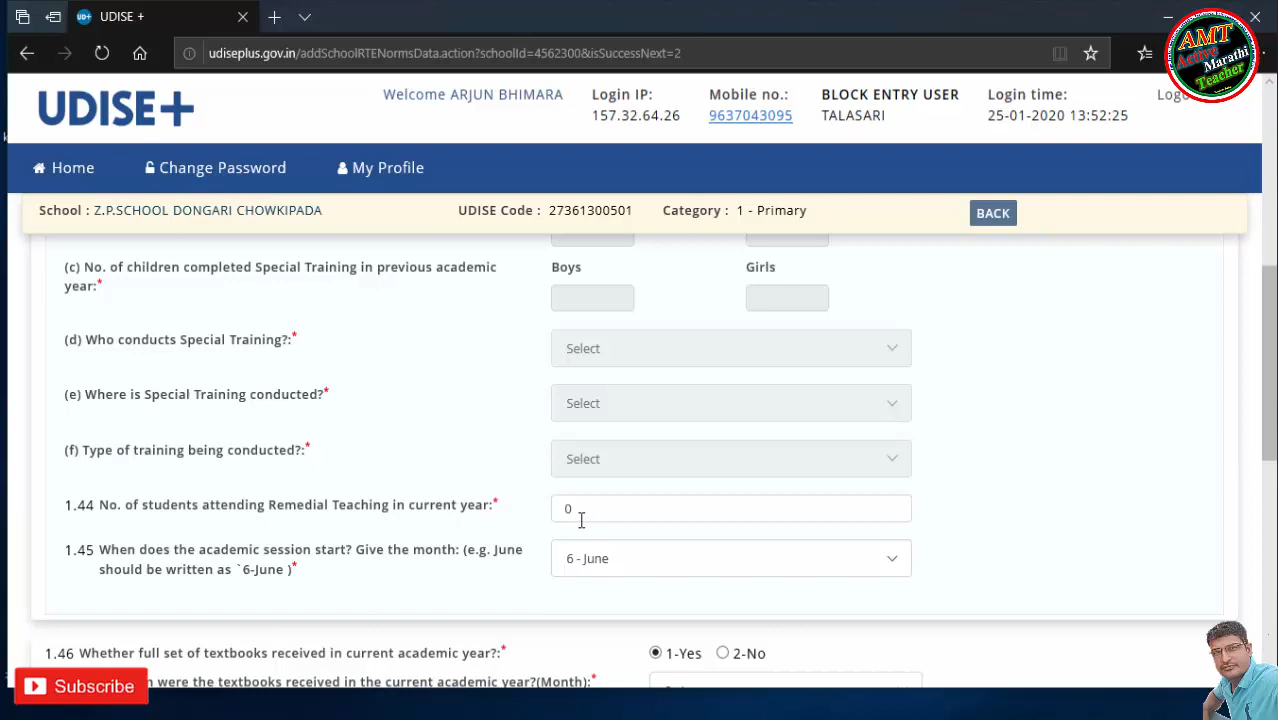 UDISE +
udiseplus.gov.in/addSchoolRTENormsData.action?schoolId=4562300&isSuccessNext=2
AMT
Active
Marathi
Teacher
UDISE+
Welcome ARJUN BHIMARA
Login IP:
157.32.64.26
Mobile no.:
9637043095
BLOCK ENTRY USER
TALASARI
Login time:
25-01-2020 13:52:25
Home
Change Password
My Profile
School : Z.P.SCHOOL DONGARI CHOWKIPADA UDISE Code : 27361300501 Category : 1 - Primary BACK
(c) No. of children completed Special Training in previous academic
year:*
Boys Girls
(d) Who conducts Special Training?:* Select
(e) Where is Special Training conducted?* Select
(f) Type of training being conducted?:* Select
1.44 No. of students attending Remedial Teaching in current year:* 0
1.45 When does the academic session start? Give the month: (e.g. June
should be written as `6-June )*
6 - June
1.46 Whether full set of textbooks received in current academic year?:* 1-Yes 2-No
were the textbooks received in the current academic year?(Month):*
Subscribe